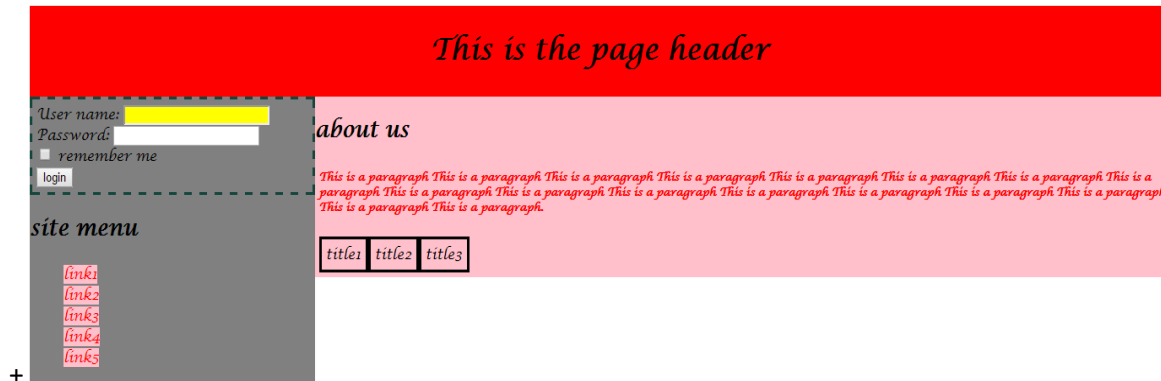 This is the page header
User name:
Password:
remember me
login
site menu
link1
link2
link3
link4
link5
about us
This is a paragraph This is a paragraph This is a paragraph This is a paragraph This is a paragraph This is a paragraph This is a paragraph This is a
paragraph This is a paragraph This is a paragraph This is a paragraph This is a paragraph This is a paragraph This is a paragraph This is a paragraph
This is a paragraph This is a paragraph.
title1 title2 title3
+